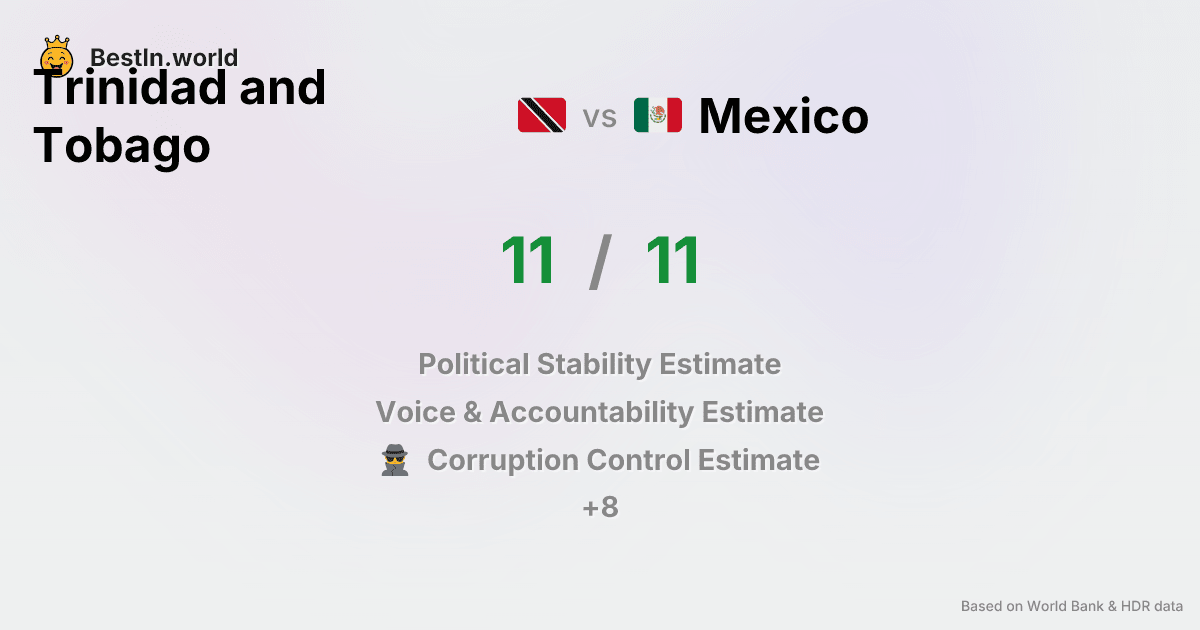 BestIn.world
Trinidad and
Tobago
vs
Mexico
11 / 11
Political Stability Estimate
Voice & Accountability Estimate
Corruption Control Estimate
+8
Based on World Bank & HDR data